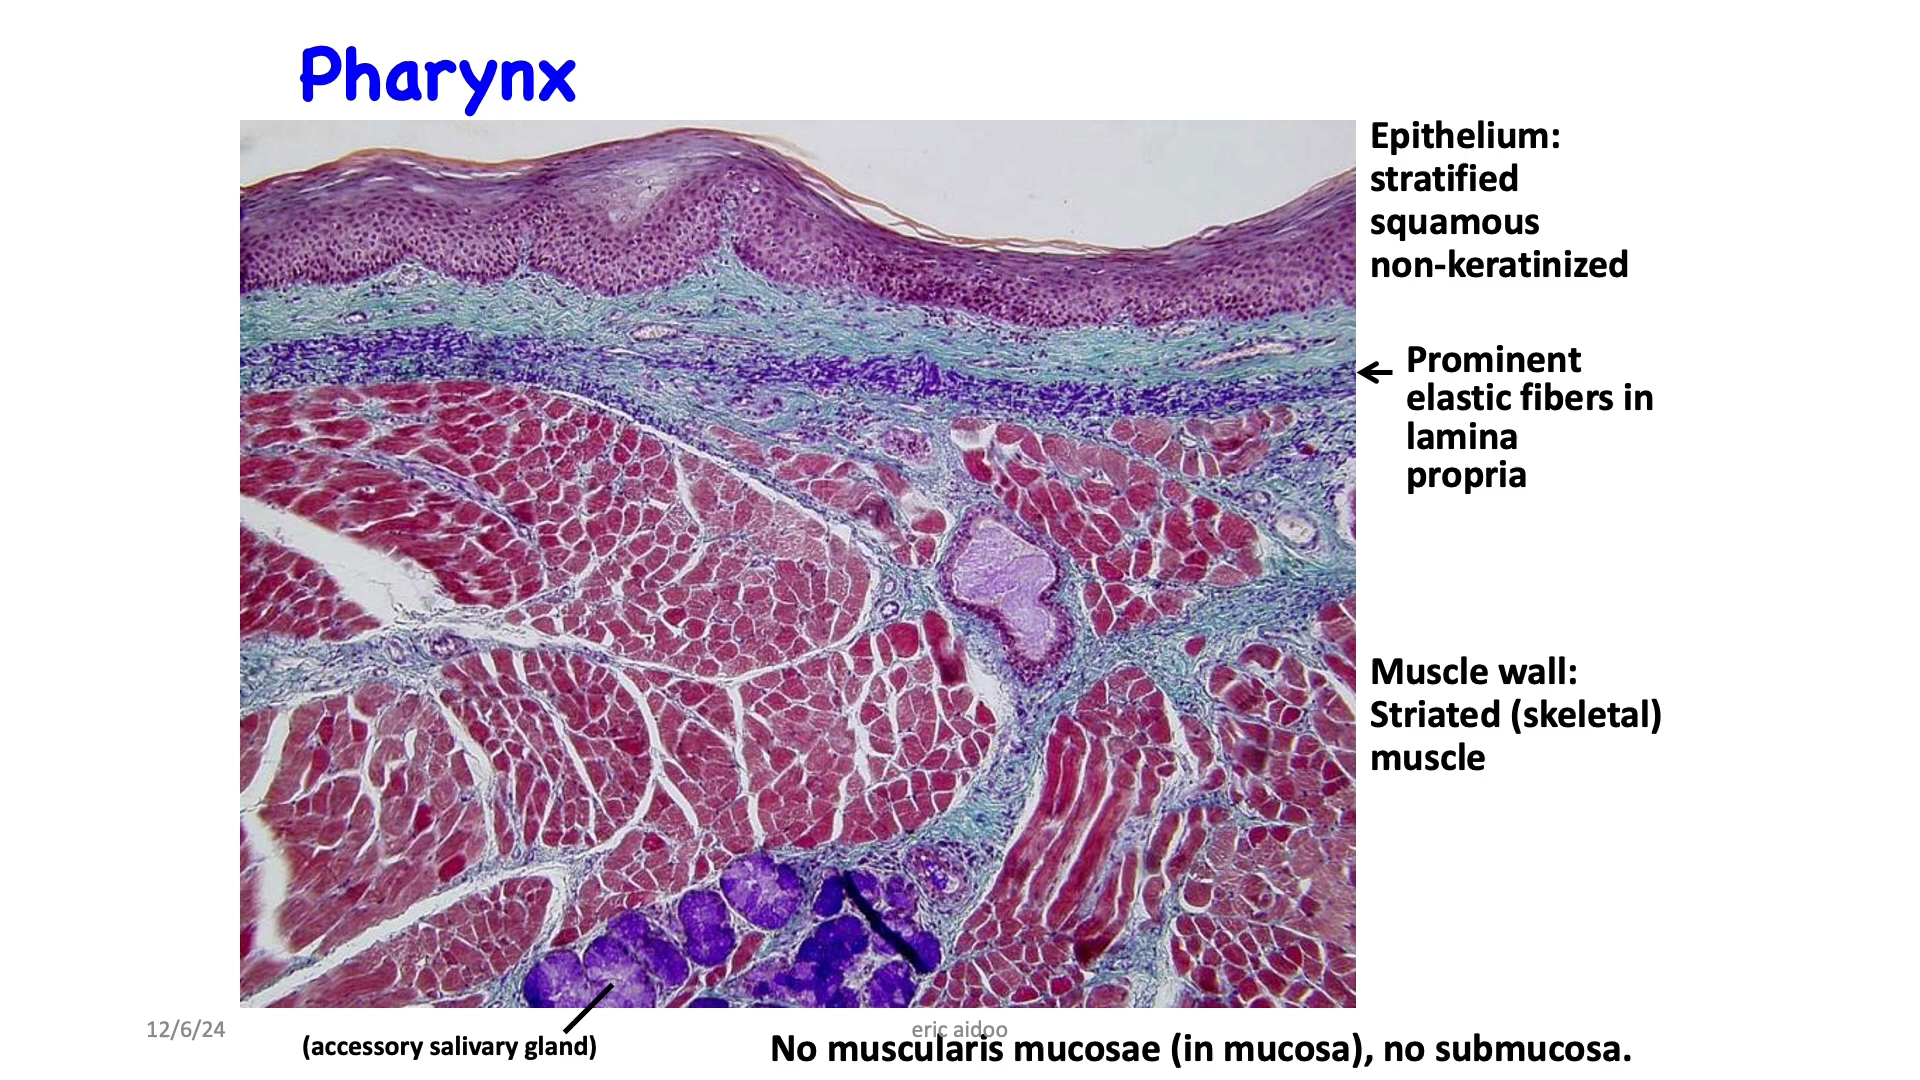 Pharynx
Epithelium:
stratified
squamous
non-keratinized
Prominent
elastic fibers in
lamina
propria
Muscle wall:
Striated (skeletal)
muscle
12/6/24
eric aidoo
(accessory salivary gland)
No muscularis mucosae (in mucosa), no submucosa.